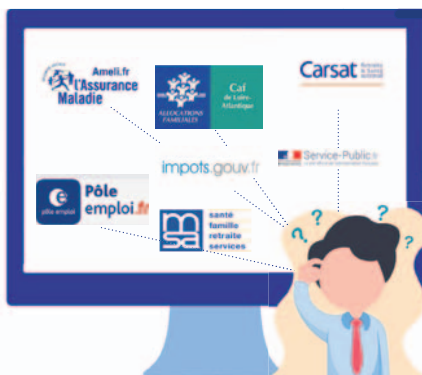 Ameli.fr
l'Assurance
Maladie
ALLOCATIONS
FAMILIALES
Caf
de Loire-
Atlantique
Carsat
impots.gouv.fr
Service-Public.fr
pôle emploi
Pôle
emploi.fr
msa
santé
famille
retraite
services
?
?
?
?